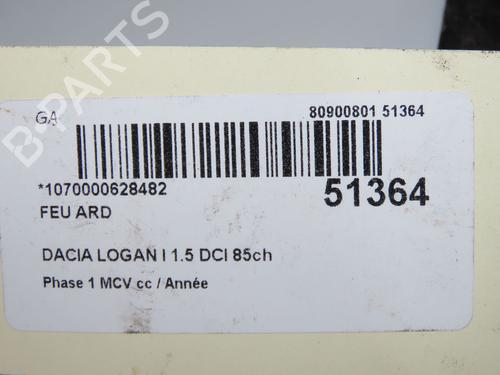 GA
80900801 51364
*1070000628482
51364
FEU ARD
DACIA LOGAN I 1.5 DCI 85ch
Phase 1 MCV cc / Année
B-PARTS